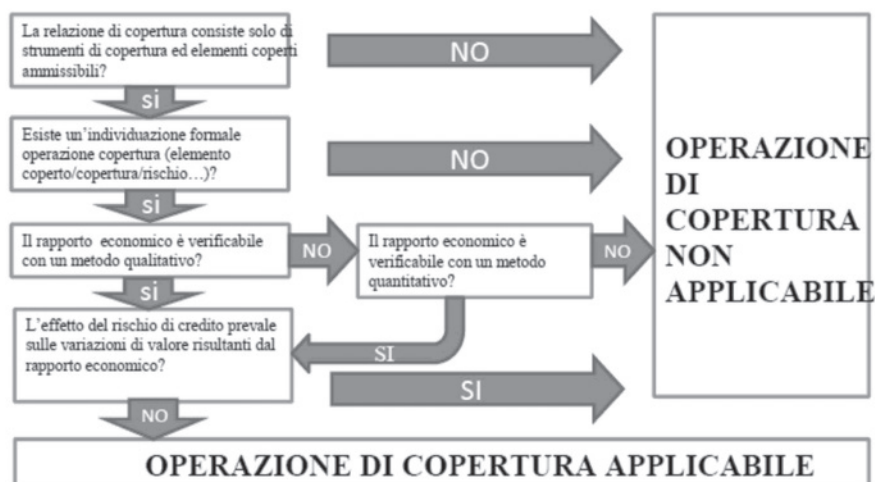 La relazione di copertura consiste solo di
strumenti di copertura ed elementi coperti
ammissibili?
NO
si
Esiste un'individuazione formale
operazione copertura (elemento
coperto/copertura/rischio…)?
NO
si
Il rapporto economico è verificabile
con un metodo qualitativo?
NO
Il rapporto economico è
verificabile con un metodo
quantitativo?
NO
OPERAZIONE
DI
COPERTURA
NON
APPLICABILE
si
L'effetto del rischio di credito prevale
sulle variazioni di valore risultanti dal
rapporto economico?
SI
SI
NO
OPERAZIONE DI COPERTURA APPLICABILE